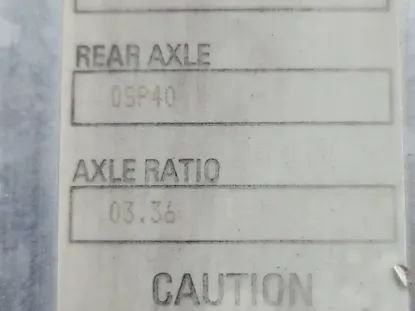 REAR AXLE
0SP40
AXLE RATIO
03.36
CAUTION